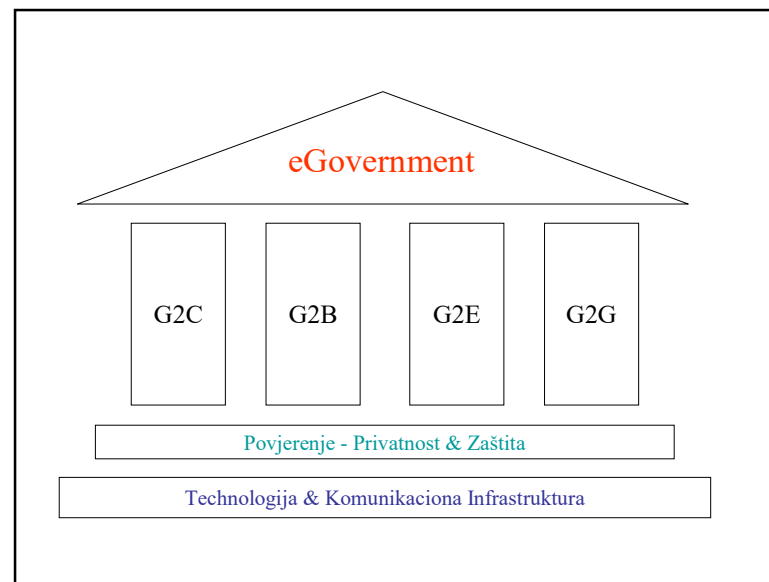 eGovernment
G2C
G2B
G2E
G2G
Povjerenje - Privatnost & Zaštita
Technologija & Komunikaciona Infrastruktura